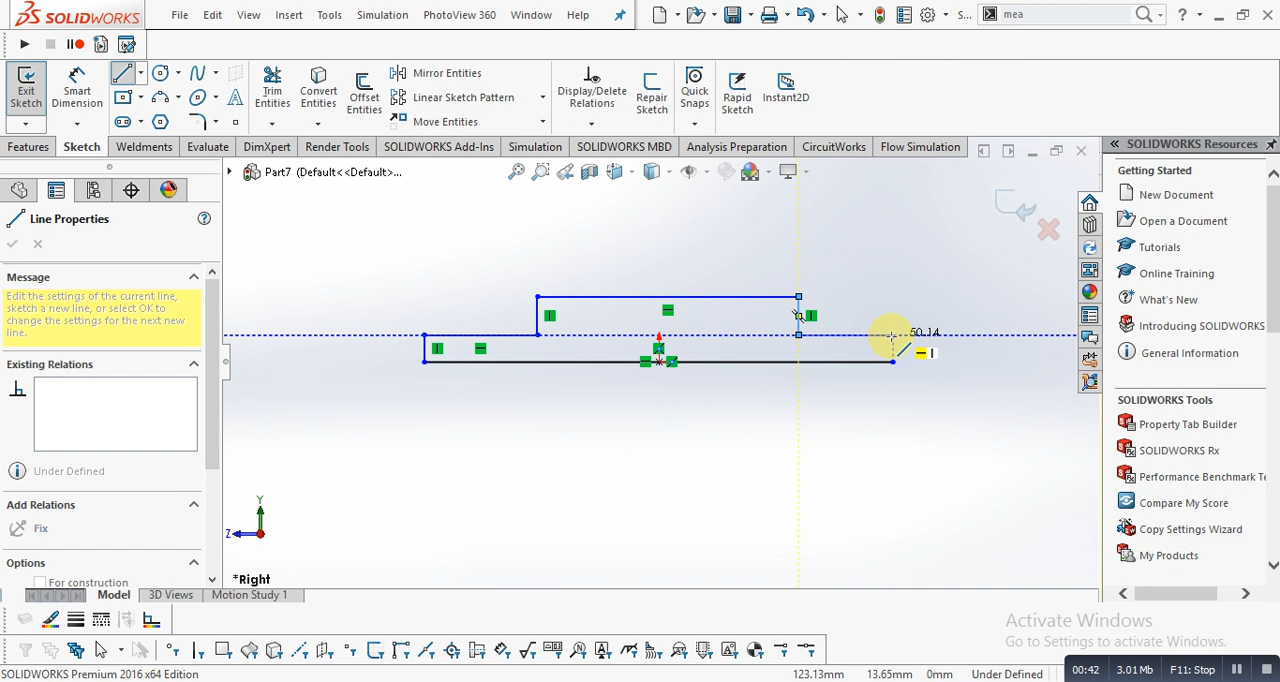 SOLIDWORKS
File Edit View Insert Tools Simulation PhotoView 360 Window Help
S...
mea
Exit Sketch
Smart Dimension
Trim Entities
Convert Entities
Offset Entities
Mirror Entities
Linear Sketch Pattern
Move Entities
Display/Delete Relations
Repair Sketch
Quick Snaps
Rapid Sketch
Instant2D
Features Sketch Weldments Evaluate DimXpert Render Tools SOLIDWORKS Add-Ins Simulation SOLIDWORKS MBD Analysis Preparation CircuitWorks Flow Simulation
SOLIDWORKS Resources
Part7 (Default<<Default>...
Line Properties
Message
Edit the settings of the current line, sketch a new line, or select OK to change the settings for the next new line.
Existing Relations
Under Defined
Add Relations
Fix
Options
For construction
50.14
Y
Z
*Right
Getting Started
New Document
Open a Document
Tutorials
Online Training
What's New
Introducing SOLIDWORKS
General Information
SOLIDWORKS Tools
Property Tab Builder
SOLIDWORKS Rx
Performance Benchmark Te
Compare My Score
Copy Settings Wizard
My Products
Model 3D Views Motion Study 1
Activate Windows
Go to Settings to activate Windows.
SOLIDWORKS Premium 2016 x64 Edition
123.13mm 13.65mm 0mm Under Defined
00:42 3.01 Mb F11: Stop